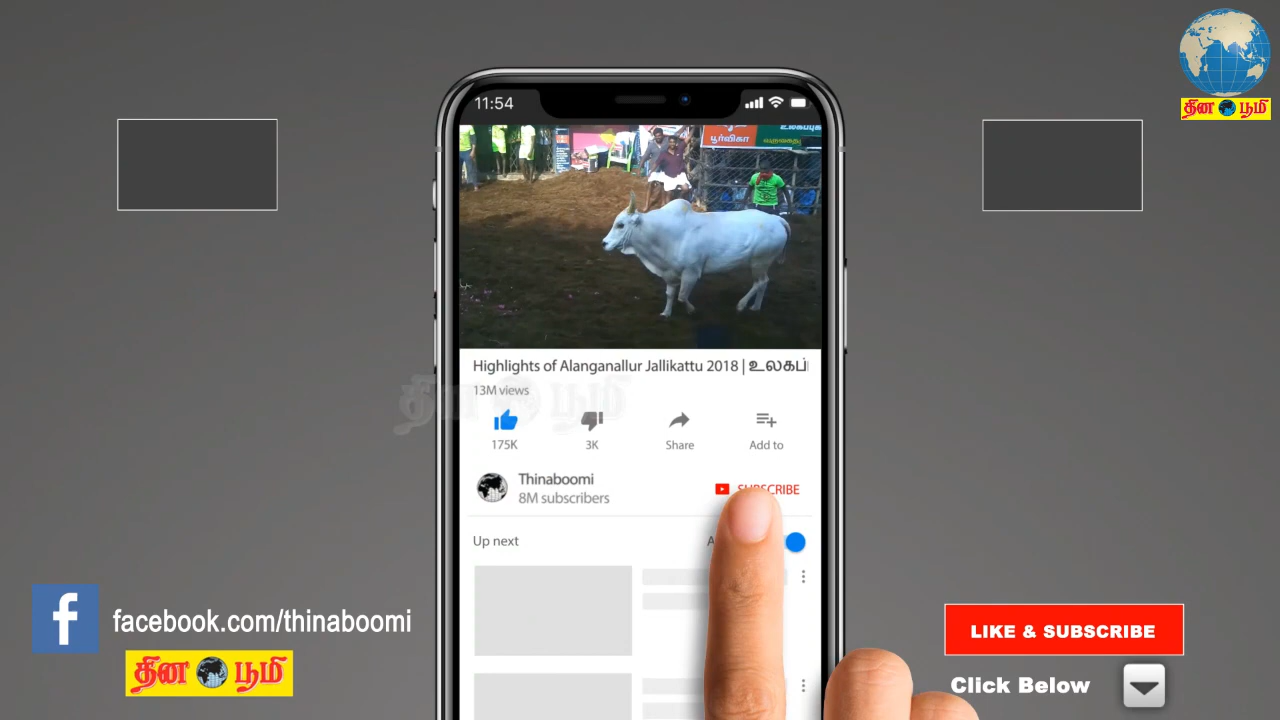 தின பூமி
11:54
பூர்விகா
Highlights of Alanganallur Jallikattu 2018 | உலகப்
13M views
தின பூமி
175K
3K
Share
Add to
Thinaboomi
8M subscribers
SUBSCRIBE
Up next
A
facebook.com/thinaboomi
தின பூமி
LIKE & SUBSCRIBE
Click Below